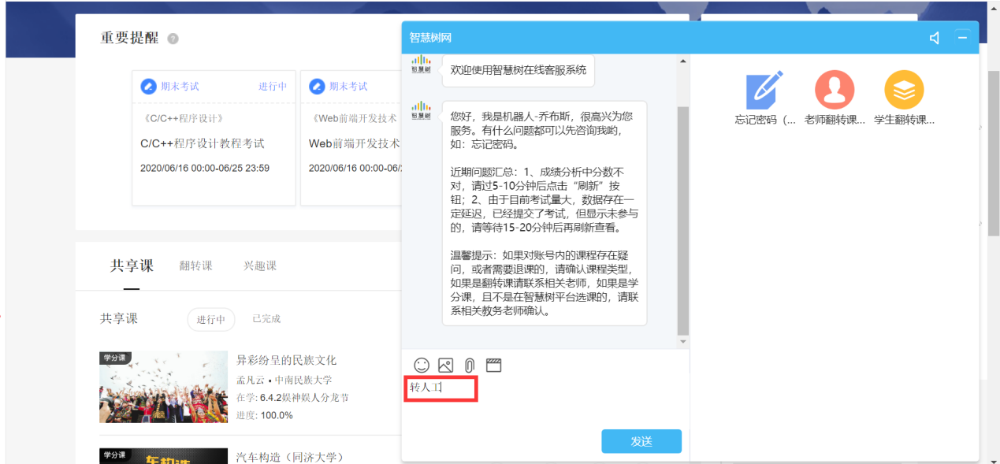 重要提醒 ?
期末考试 进行中
《C/C++程序设计》
C/C++程序设计教程考试
2020/06/16 00:00-06/25 23:59
期末考试
《Web前端开发技术
Web前端开发技术
2020/06/16 00:00-06/
共享课 翻转课 兴趣课
共享课 进行中 已完成
学分课
异彩纷呈的民族文化
孟凡云 • 中南民族大学
在学: 6.4.2娱神娱人分龙节
进度: 100.0%
学分课
汽车构造（同济大学）
智慧树网
智慧树
欢迎使用智慧树在线客服系统
智慧树
您好，我是机器人-乔布斯，很高兴为您
服务。有什么问题都可以先咨询我哟，
如：忘记密码。
近期问题汇总：1、成绩分析中分数不
对，请过5-10分钟后点击“刷新”按
钮；2、由于目前考试量大，数据存在一
定延迟，已经提交了考试，但显示未参与
的，请等待15-20分钟后再刷新查看。
温馨提示：如果对账号内的课程存在疑
问，或者需要退课的，请确认课程类型，
如果是翻转课请联系相关老师，如果是学
分课，且不是在智慧树平台选课的，请联
系相关教务老师确认。
转人工
发送
忘记密码（... 老师翻转课... 学生翻转课...